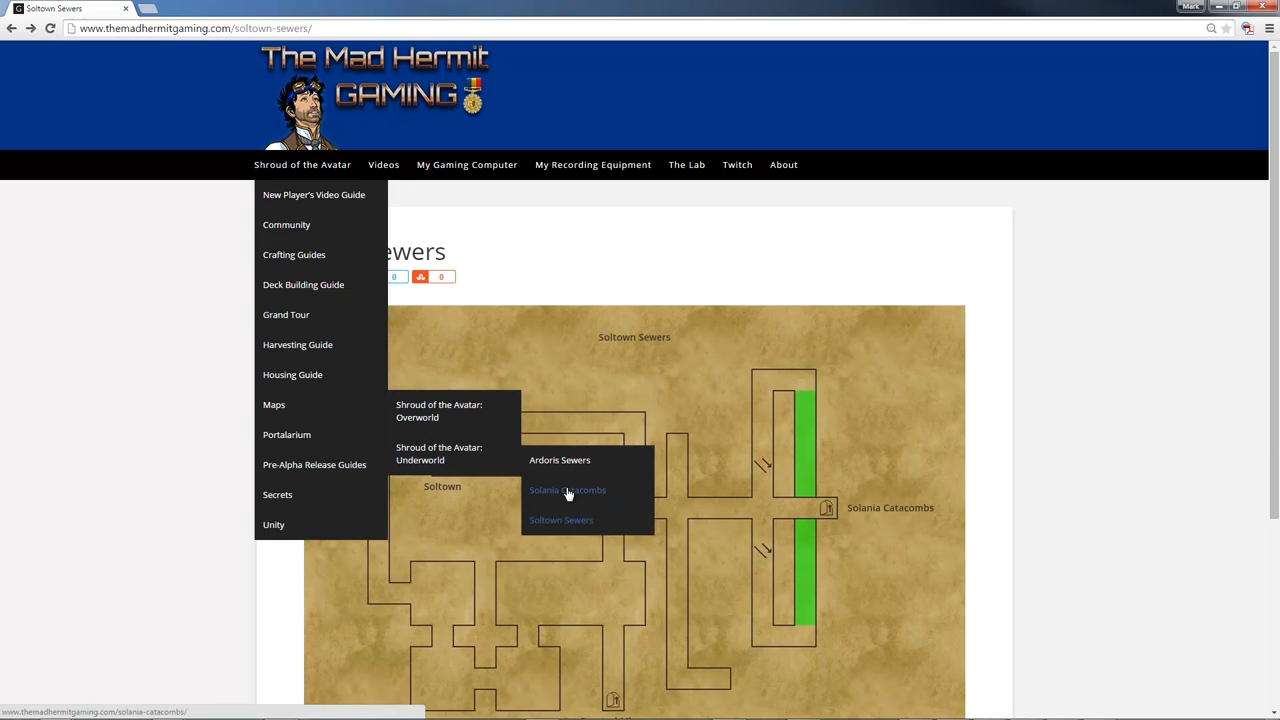 Soltown Sewers
Mark
www.themadhermitgaming.com/soltown-sewers/
The Mad Hermit
GAMING
Shroud of the Avatar Videos My Gaming Computer My Recording Equipment The Lab Twitch About
New Player's Video Guide
Community
Crafting Guides
Deck Building Guide
Grand Tour
Harvesting Guide
Housing Guide
Maps
Portalarium
Pre-Alpha Release Guides
Secrets
Unity
Shroud of the Avatar:
Overworld
Shroud of the Avatar:
Underworld
Ardoris Sewers
Solania Catacombs
Soltown Sewers
ewers
0 0
Soltown Sewers
Soltown
Solania Catacombs
www.themadhermitgaming.com/solania-catacombs/